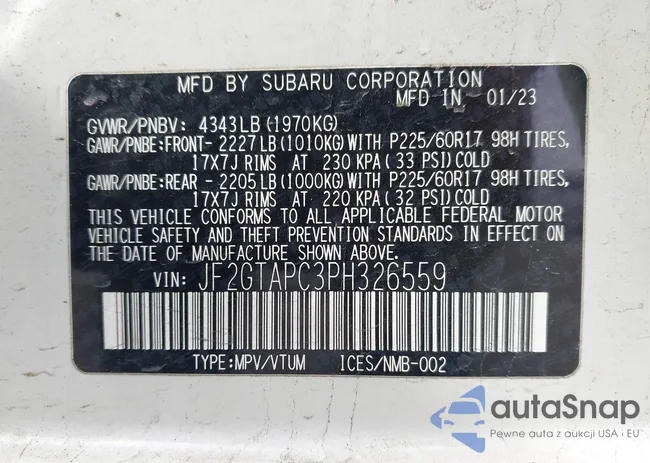 MFD BY SUBARU CORPORATION
MFD IN 01/23
GVWR/PNBV: 4343LB(1970KG)
GAWR/PNBE:FRONT- 2227LB(1010KG)WITH P225/60R17 98H TIRES,
17X7J RIMS AT 230 KPA(33 PSI)COLD
GAWR/PNBE:REAR - 2205LB(1000KG)WITH P225/60R17 98H TIRES,
17X7J RIMS AT 220 KPA(32 PSI)COLD
THIS VEHICLE CONFORMS TO ALL APPLICABLE FEDERAL MOTOR
VEHICLE SAFETY AND THEFT PREVENTION STANDARDS IN EFFECT ON
THE DATE OF MANUFACTURE SHOWN ABOVE.
VIN: JF2GTAPC3PH326559
TYPE:MPV/VTUM ICES/NMB-002
autoSnap
Pewne auta z aukcji USA i EU